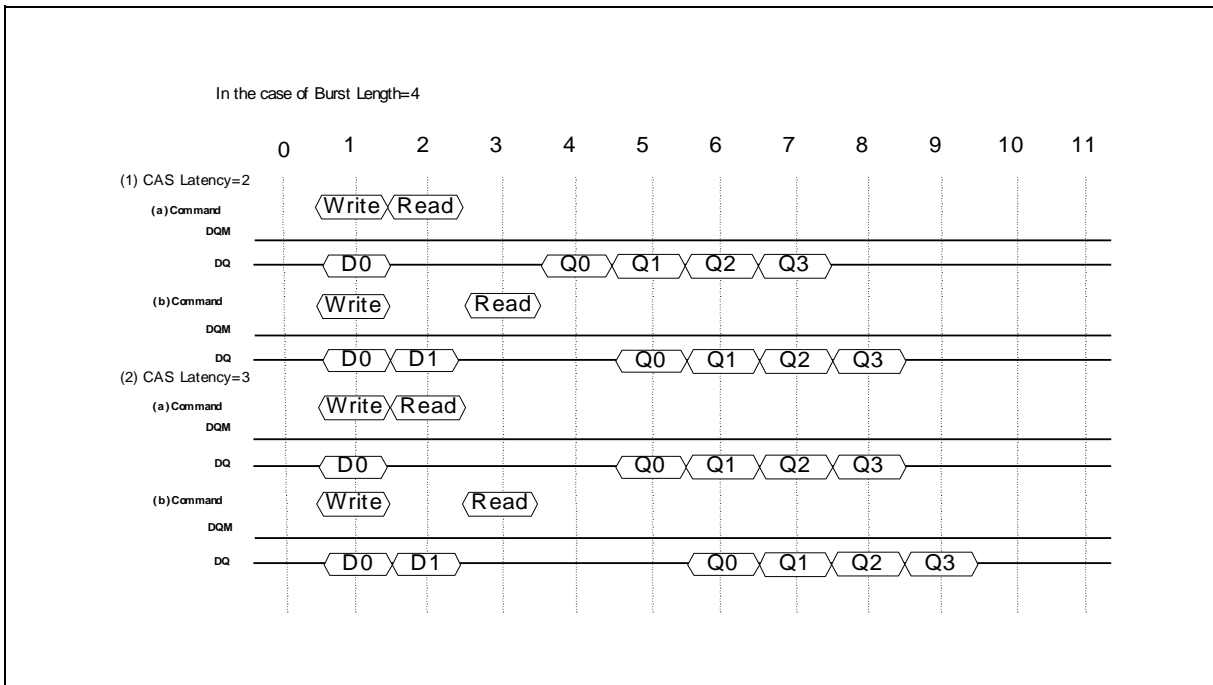 In the case of Burst Length=4
0 1 2 3 4 5 6 7 8 9 10 11
(1) CAS Latency=2
(a)Command Write Read
DQM
DQ D0 Q0 Q1 Q2 Q3
(b)Command Write Read
DQM
DQ D0 D1 Q0 Q1 Q2 Q3
(2) CAS Latency=3
(a)Command Write Read
DQM
DQ D0 Q0 Q1 Q2 Q3
(b)Command Write Read
DQM
DQ D0 D1 Q0 Q1 Q2 Q3